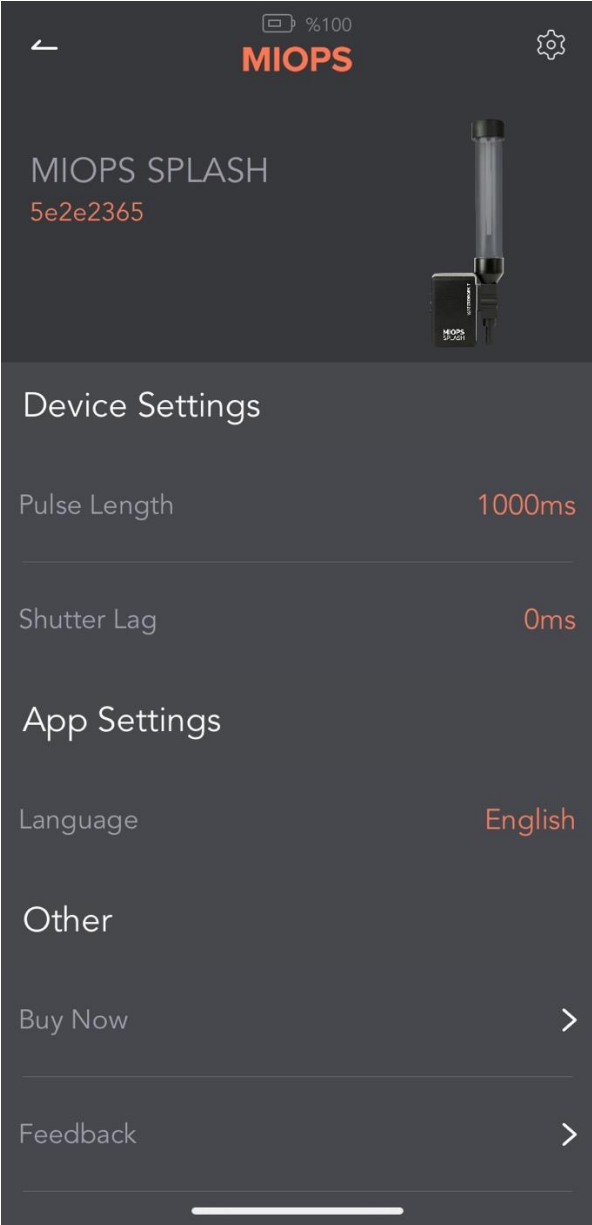 %100
MIOPS
MIOPS SPLASH
5e2e2365
MIOPS
SPLASH
Device Settings
Pulse Length 1000ms
Shutter Lag 0ms
App Settings
Language English
Other
Buy Now
Feedback